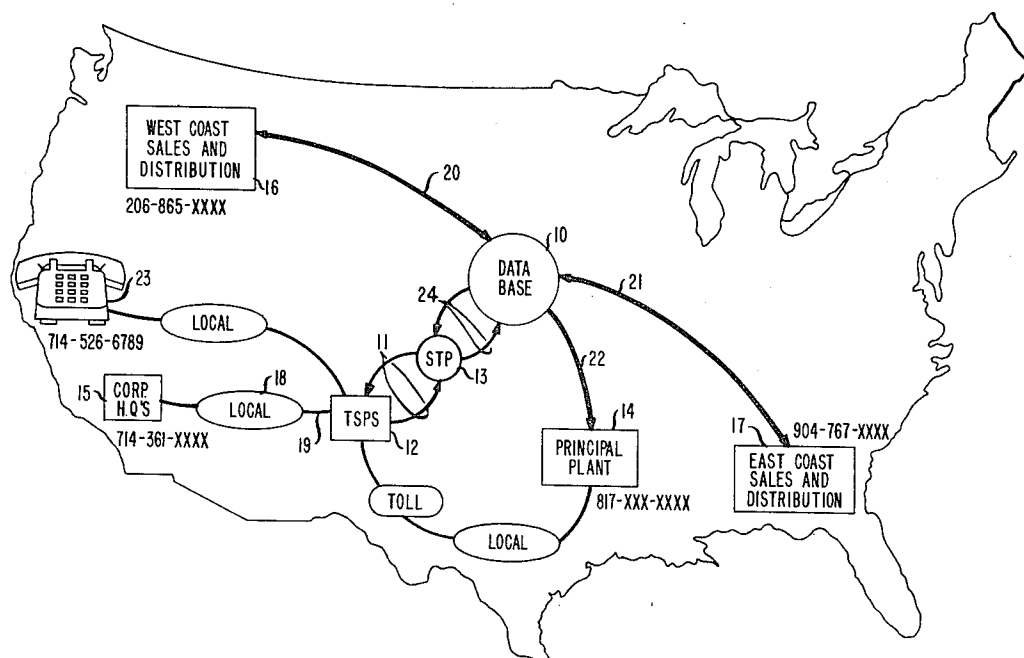 WEST COAST
SALES AND
DISTRIBUTION
16
206-865-XXXX
20
10
DATA
BASE
21
23
24
LOCAL
714-526-6789
11
STP
13
22
15
CORP.
H.Q'S
18
LOCAL
714-361-XXXX
19
TSPS
12
14
PRINCIPAL
PLANT
817-XXX-XXXX
17
904-767-XXXX
EAST COAST
SALES AND
DISTRIBUTION
TOLL
LOCAL